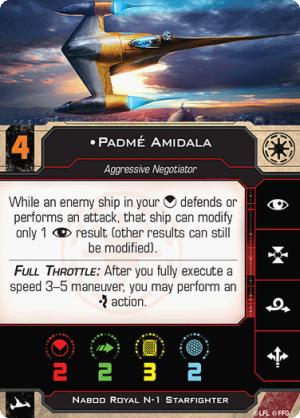 4
•Padmé Amidala
Aggressive Negotiator
While an enemy ship in your defends or
performs an attack, that ship can modify
only 1 result (other results can still
be modified).
Full Throttle: After you fully execute a
speed 3–5 maneuver, you may perform an
action.
2 2 2 2
Naboo Royal N-1 Starfighter
©LFL ©FFG